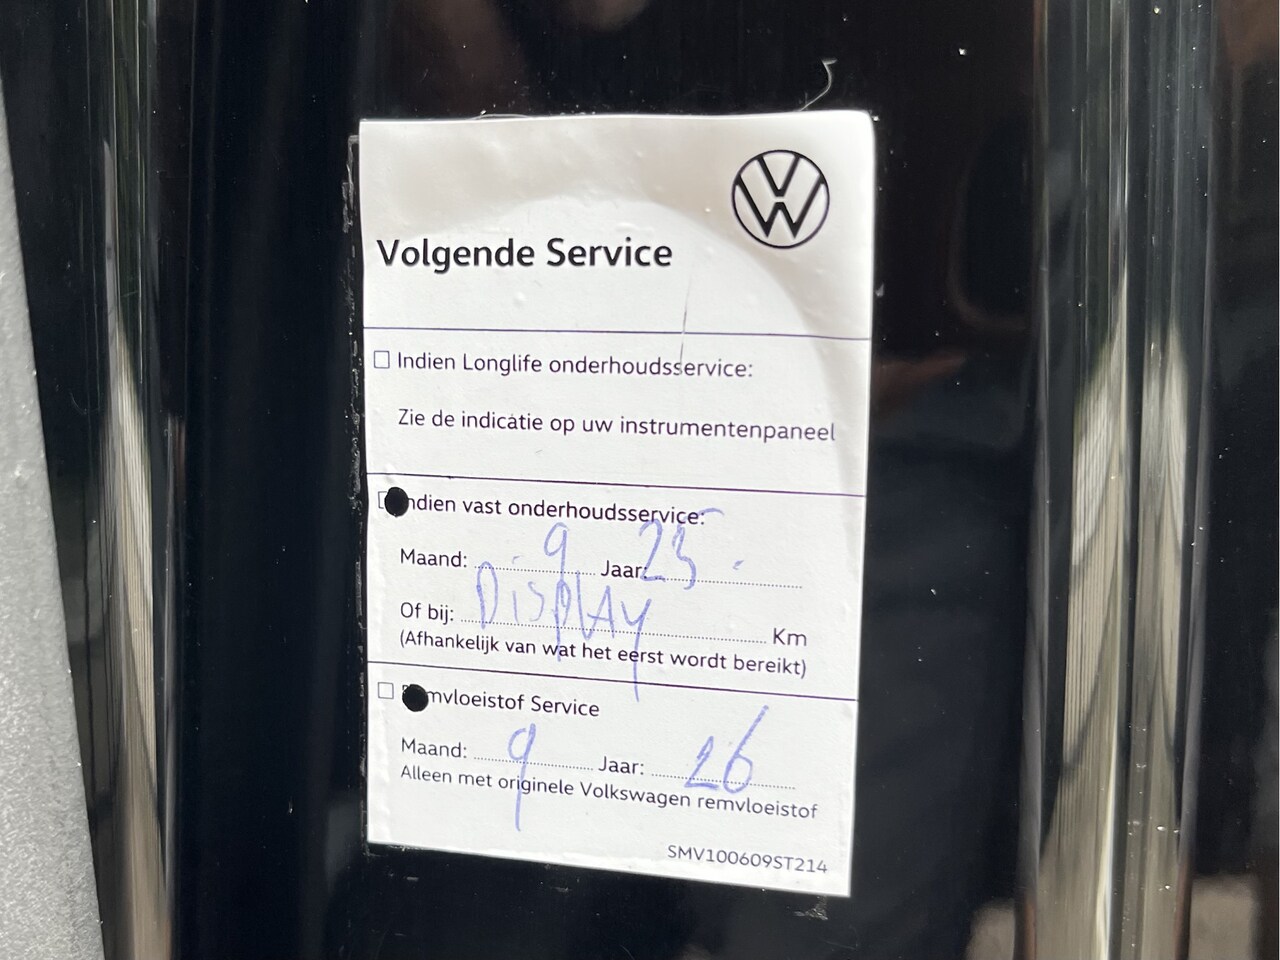 Volgende Service
Indien Longlife onderhoudsservice:
Zie de indicatie op uw instrumentenpaneel
ndien vast onderhoudsservice:
Maand: 9 Jaar: 25
Of bij: Display Km
(Afhankelijk van wat het eerst wordt bereikt)
mvloeistof Service
Maand: 9 Jaar: 26
Alleen met originele Volkswagen remvloeistof
SMV100609ST214